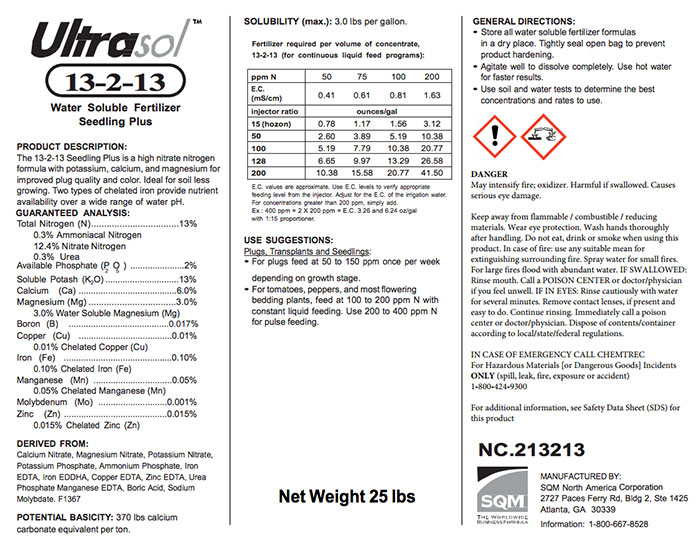 Ultrasol™
13-2-13
Water Soluble Fertilizer
Seedling Plus
PRODUCT DESCRIPTION:
The 13-2-13 Seedling Plus is a high nitrate nitrogen
formula with potassium, calcium, and magnesium for
improved plug quality and color. Ideal for soil less
growing. Two types of chelated iron provide nutrient
availability over a wide range of water pH.
GUARANTEED ANALYSIS:
Total Nitrogen (N)..........................13%
0.3% Ammoniacal Nitrogen
12.4% Nitrate Nitrogen
0.3% Urea
Available Phosphate (P2O5) ..............2%
Soluble Potash (K2O)......................13%
Calcium (Ca) ............................6.0%
Magnesium (Mg)..........................3.0%
3.0% Water Soluble Magnesium (Mg)
Boron (B) ............................0.017%
Copper (Cu) ..........................0.01%
0.01% Chelated Copper (Cu)
Iron (Fe) .............................0.10%
0.10% Chelated Iron (Fe)
Manganese (Mn) ......................0.05%
0.05% Chelated Manganese (Mn)
Molybdenum (Mo) ...................0.001%
Zinc (Zn) ............................0.015%
0.015% Chelated Zinc (Zn)
DERIVED FROM:
Calcium Nitrate, Magnesium Nitrate, Potassium Nitrate,
Potassium Phosphate, Ammonium Phosphate, Iron
EDTA, Iron EDDHA, Copper EDTA, Zinc EDTA, Urea
Phosphate Manganese EDTA, Boric Acid, Sodium
Molybdate. F1367
POTENTIAL BASICITY: 370 lbs calcium
carbonate equivalent per ton.
SOLUBILITY (max.): 3.0 lbs per gallon.
Fertilizer required per volume of concentrate,
13-2-13 (for continuous liquid feed programs):
ppm N 50 75 100 200
E.C.
(mS/cm) 0.41 0.61 0.81 1.63
injector ratio ounces/gal
15 (hozon) 0.78 1.17 1.56 3.12
50 2.60 3.89 5.19 10.38
100 5.19 7.79 10.38 20.77
128 6.65 9.97 13.29 26.58
200 10.38 15.58 20.77 41.50
E.C. values are approximate. Use E.C. levels to verify appropriate
feeding level from the injector. Adjust for the E.C. of the irrigation water.
For concentrations greater than 200 ppm, simply add.
Ex.: 400 ppm = 2 X 200 ppm = E.C. 3.26 and 6.24 oz/gal
with 1:15 proportioner.
USE SUGGESTIONS:
Plugs, Transplants and Seedlings:
• For plugs feed at 50 to 150 ppm once per week
depending on growth stage.
• For tomatoes, peppers, and most flowering
bedding plants, feed at 100 to 200 ppm N with
constant liquid feeding. Use 200 to 400 ppm N
for pulse feeding.
Net Weight 25 lbs
GENERAL DIRECTIONS:
• Store all water soluble fertilizer formulas
in a dry place. Tightly seal open bag to prevent
product hardening.
• Agitate well to dissolve completely. Use hot water
for faster results.
• Use soil and water tests to determine the best
concentrations and rates to use.
DANGER
May intensify fire; oxidizer. Harmful if swallowed. Causes
serious eye damage.
Keep away from flammable / combustible / reducing
materials. Wear eye protection. Wash hands thoroughly
after handling. Do not eat, drink or smoke when using this
product. In case of fire: use any suitable mean for
extinguishing surrounding fire. Spray water for small fires.
For large fires flood with abundant water. IF SWALLOWED:
Rinse mouth. Call a POISON CENTER or doctor/physician
if you feel unwell. IF IN EYES: Rinse cautiously with water
for several minutes. Remove contact lenses, if present and
easy to do. Continue rinsing. Immediately call a poison
center or doctor/physician. Dispose of contents/container
according to local/state/federal regulations.
IN CASE OF EMERGENCY CALL CHEMTREC
For Hazardous Materials [or Dangerous Goods] Incidents
ONLY (spill, leak, fire, exposure or accident)
1-800-424-9300
For additional information, see Safety Data Sheet (SDS) for
this product
NC.213213
SQM
THE WORLDWIDE
BUSINESS FORMULA
MANUFACTURED BY:
SQM North America Corporation
2727 Paces Ferry Rd, Bldg 2, Ste 1425
Atlanta, GA 30339
Information: 1-800-667-8528